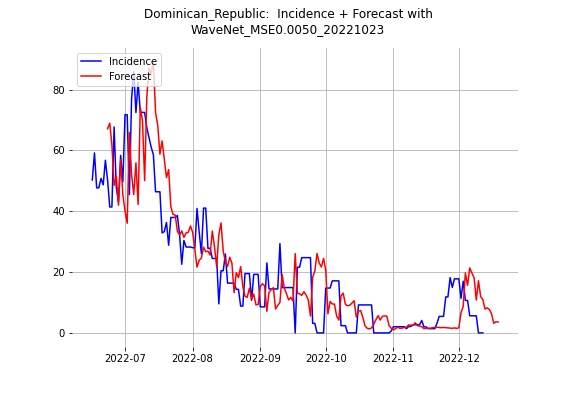 Dominican_Republic:  Incidence + Forecast with
WaveNet_MSE0.0050_20221023
Incidence
Forecast
80
60
40
20
0
2022-07
2022-08
2022-09
2022-10
2022-11
2022-12